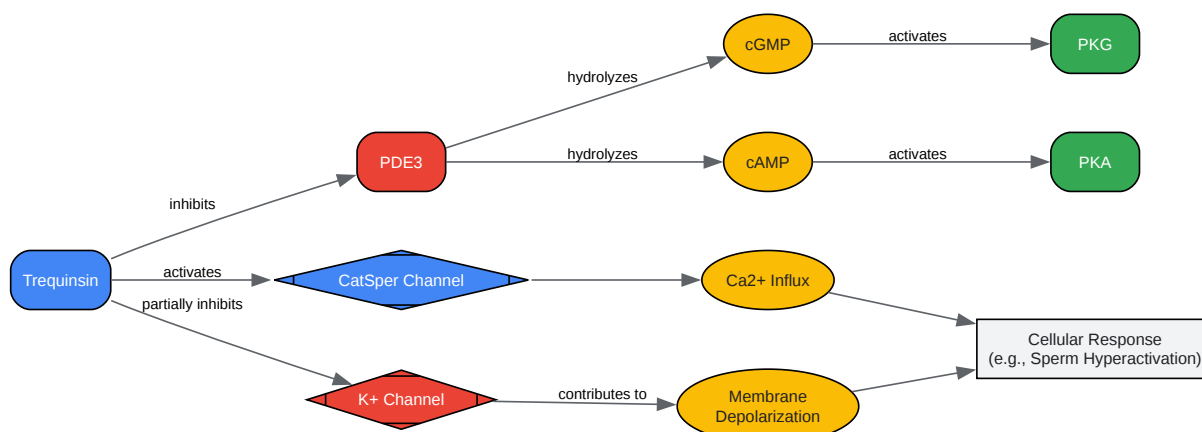 cGMP
activates
PKG
hydrolyzes
PDE3
hydrolyzes
cAMP
activates
PKA
inhibits
Trequinsin
activates
CatSper Channel
Ca2+ Influx
partially inhibits
Cellular Response
(e.g., Sperm Hyperactivation)
K+ Channel
contributes to
Membrane
Depolarization